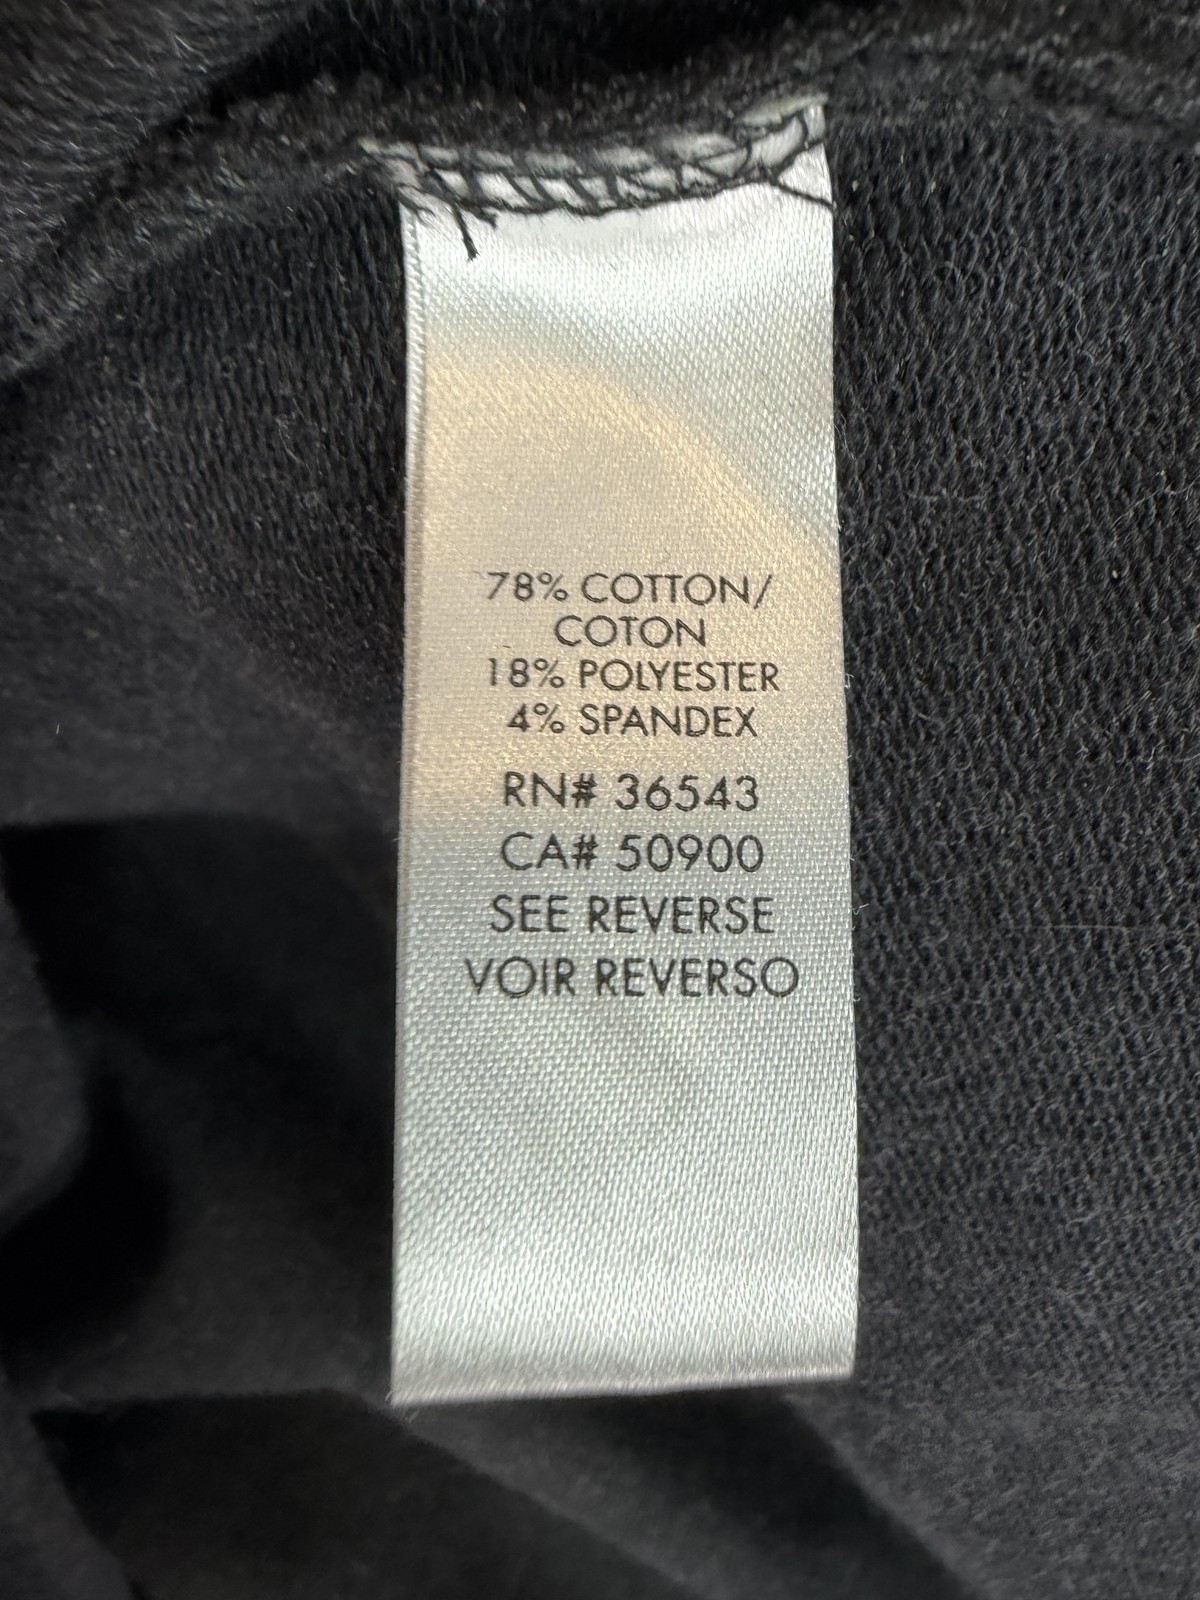 78% COTTON/
COTON
18% POLYESTER
4% SPANDEX
RN# 36543
CA# 50900
SEE REVERSE
VOIR REVERSO